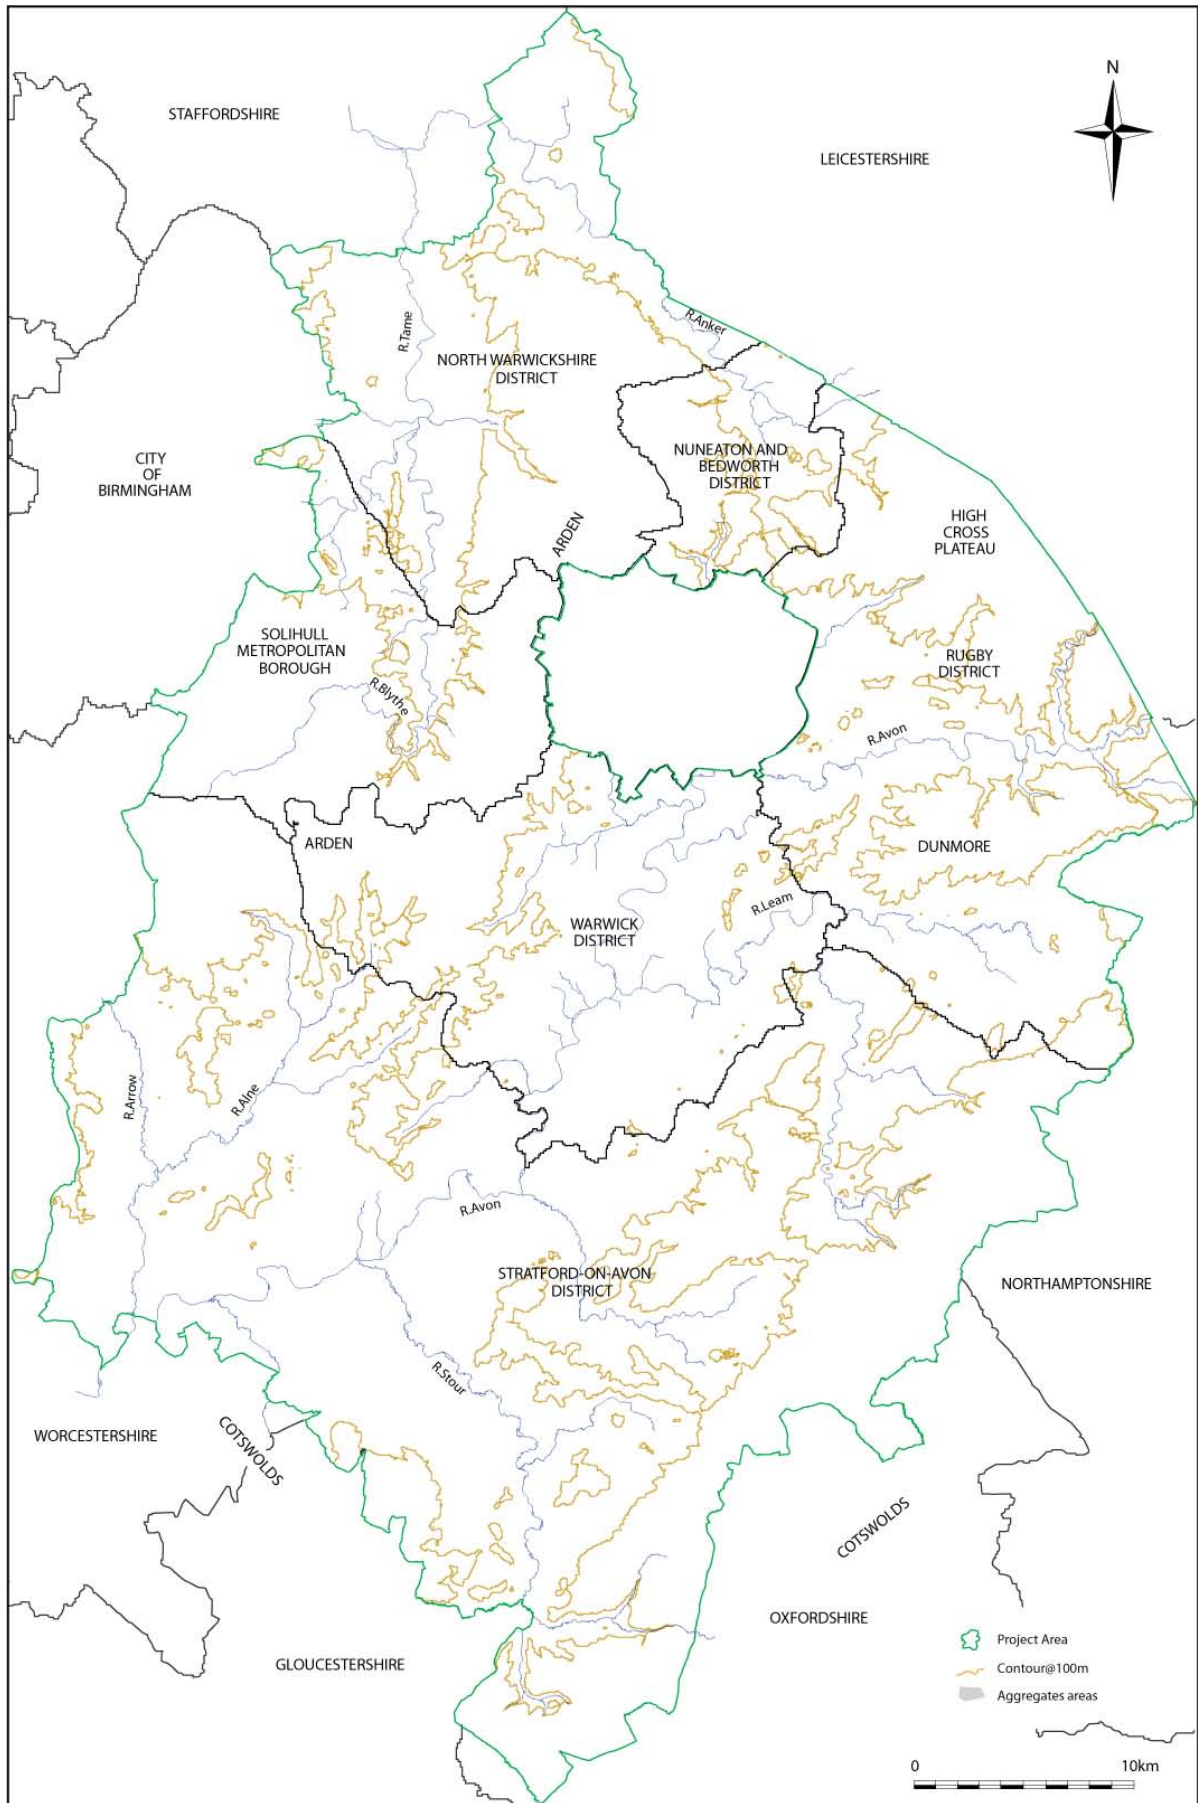 N
STAFFORDSHIRE
LEICESTERSHIRE
R.Anker
R.Tame
NORTH WARWICKSHIRE
DISTRICT
CITY
OF
BIRMINGHAM
NUNEATON AND
BEDWORTH
DISTRICT
HIGH
CROSS
PLATEAU
ARDEN
SOLIHULL
METROPOLITAN
BOROUGH
RUGBY
DISTRICT
R.Blythe
R.Avon
ARDEN
DUNMORE
R.Leam
WARWICK
DISTRICT
R.Arrow
R.Alne
R.Avon
STRATFORD-ON-AVON
DISTRICT
NORTHAMPTONSHIRE
R.Stour
WORCESTERSHIRE
COTSWOLDS
COTSWOLDS
OXFORDSHIRE
GLOUCESTERSHIRE
Project Area
Contour@100m
Aggregates areas
0 10km